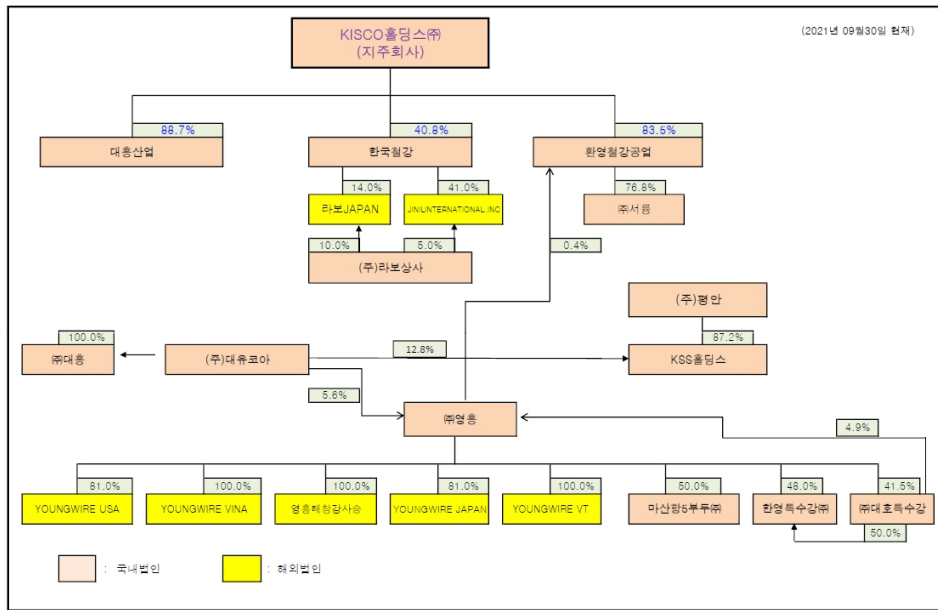 KISCO홀딩스㈜
(지주회사)
(2021년 09월30일 현재)
88.7%
40.8%
83.5%
대흥산업
한국철강
환영철강공업
14.0%
41.0%
76.8%
라보JAPAN
JINILINTERNATIONAL.INC
㈜서륭
10.0%
5.0%
0.4%
(주)라보상사
(주)평안
100.0%
12.8%
87.2%
㈜대흥
(주)대유코아
KSS홀딩스
5.6%
㈜영흥
4.9%
81.0%
100.0%
100.0%
81.0%
100.0%
50.0%
48.0%
41.5%
YOUNGWIRE USA
YOUNGWIRE VINA
영흥태창강사승
YOUNGWIRE JAPAN
YOUNGWIRE VT
마산항5부두㈜
한영특수강㈜
㈜대호특수강
50.0%
: 국내법인
: 해외법인